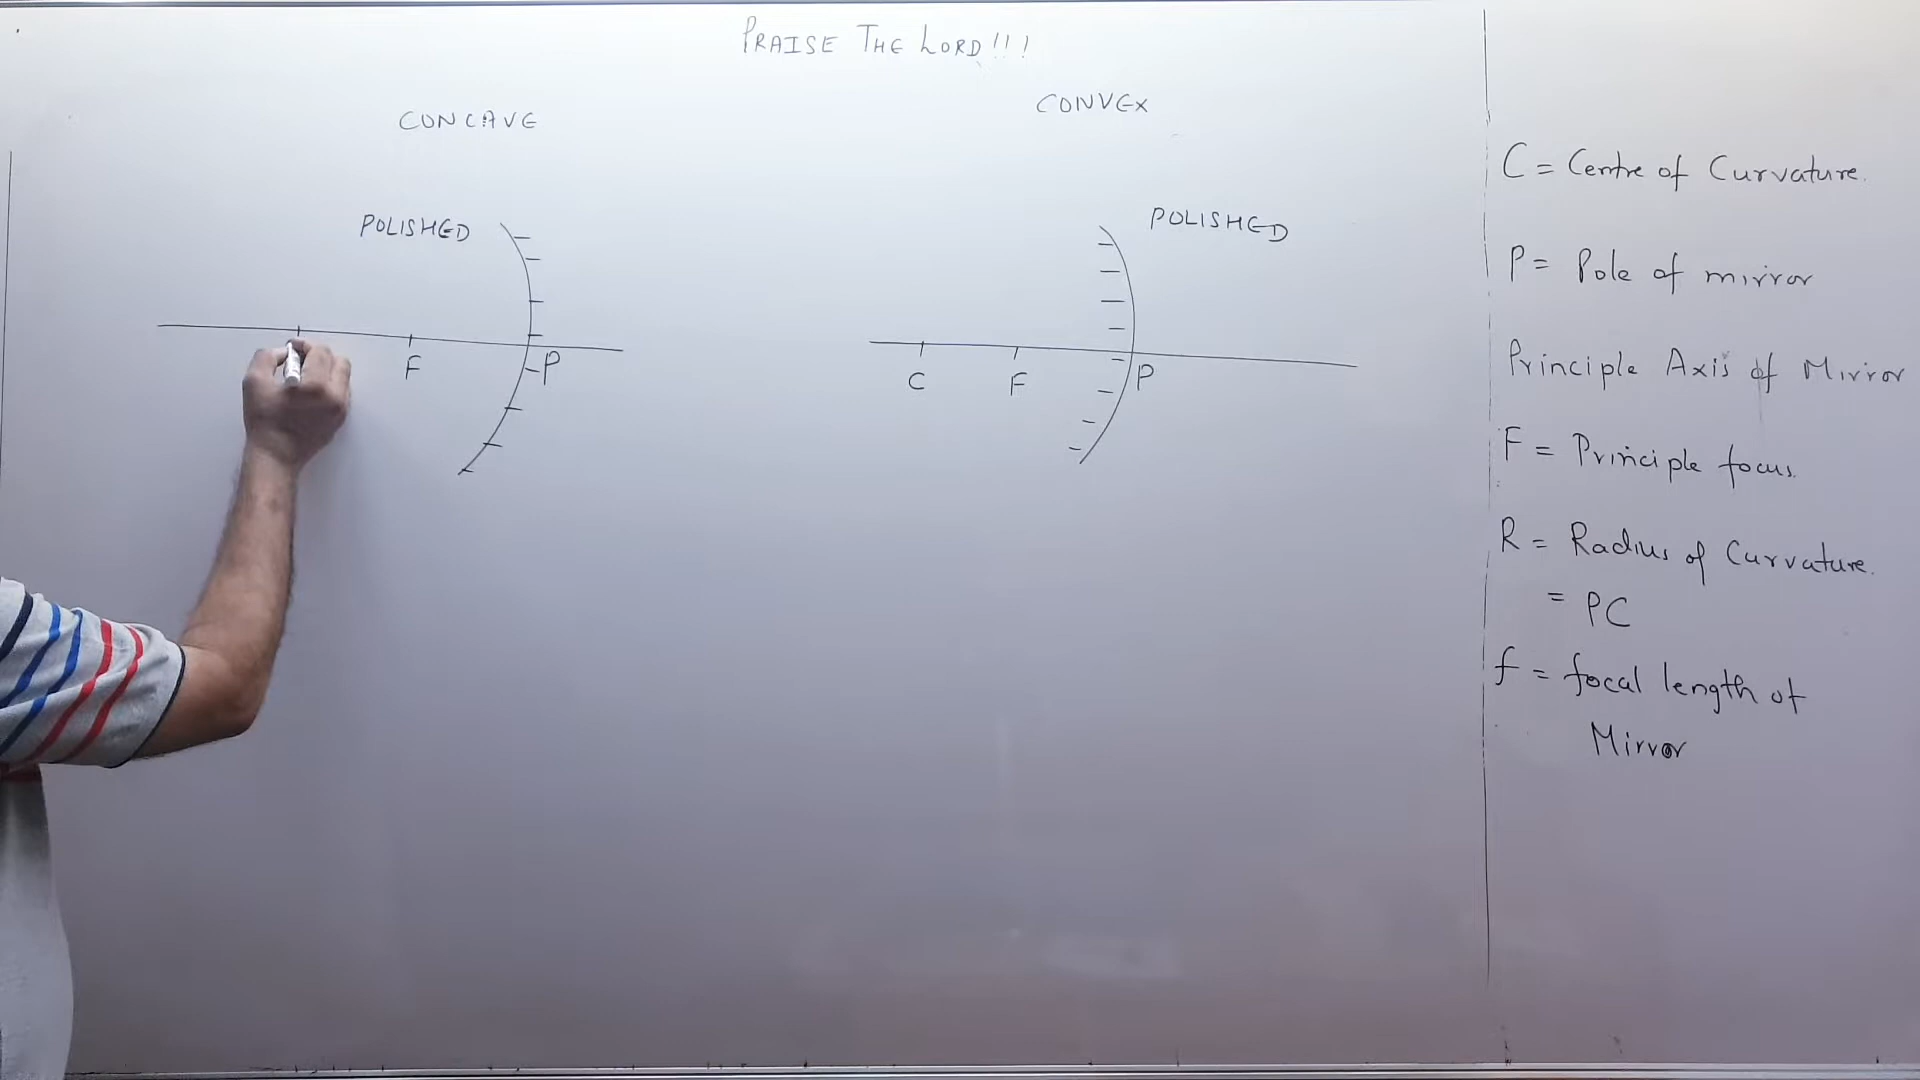 PRAISE THE LORD!!!
CONCAVE
POLISHED
F
P
CONVEX
POLISHED
C
F
P
C = Centre of Curvature.
P = Pole of mirror
Principle Axis of Mirror
F = Principle focus.
R = Radius of Curvature.
= PC
f = focal length of
Mirror